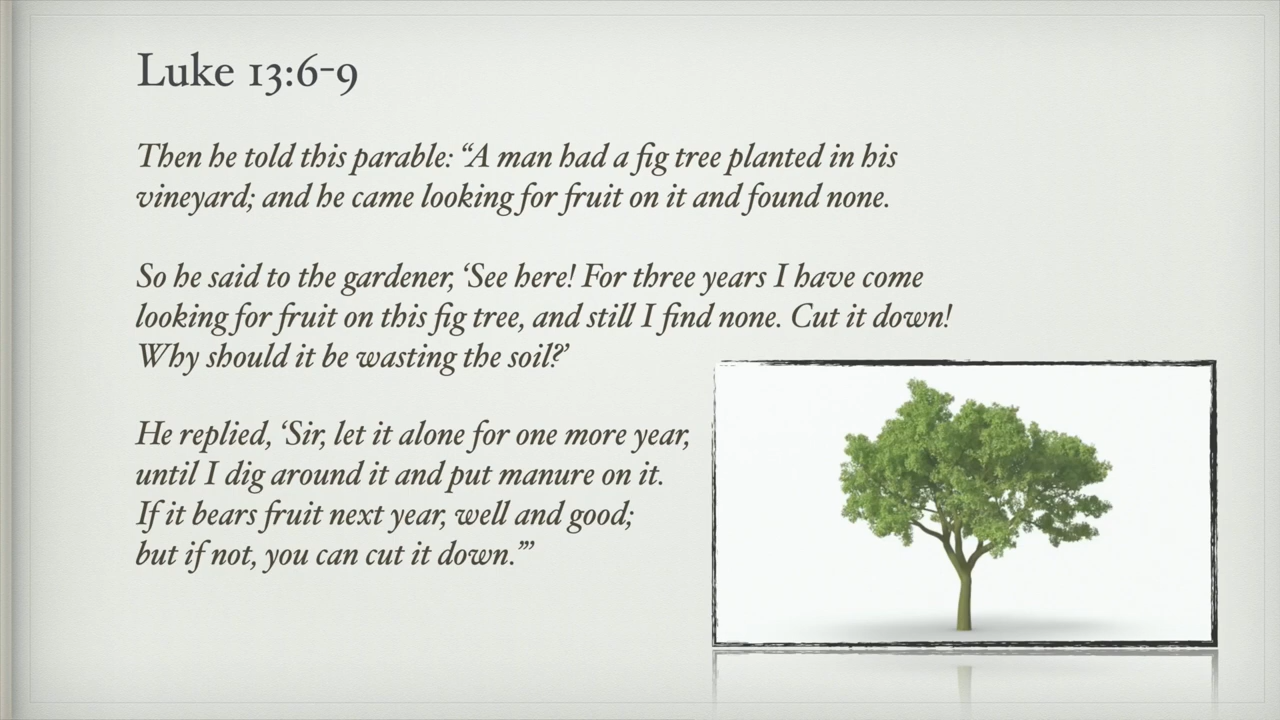 Luke 13:6-9
Then he told this parable: “A man had a fig tree planted in his
vineyard; and he came looking for fruit on it and found none.
So he said to the gardener, ‘See here! For three years I have come
looking for fruit on this fig tree, and still I find none. Cut it down!
Why should it be wasting the soil?’
He replied, ‘Sir, let it alone for one more year,
until I dig around it and put manure on it.
If it bears fruit next year, well and good;
but if not, you can cut it down.’”